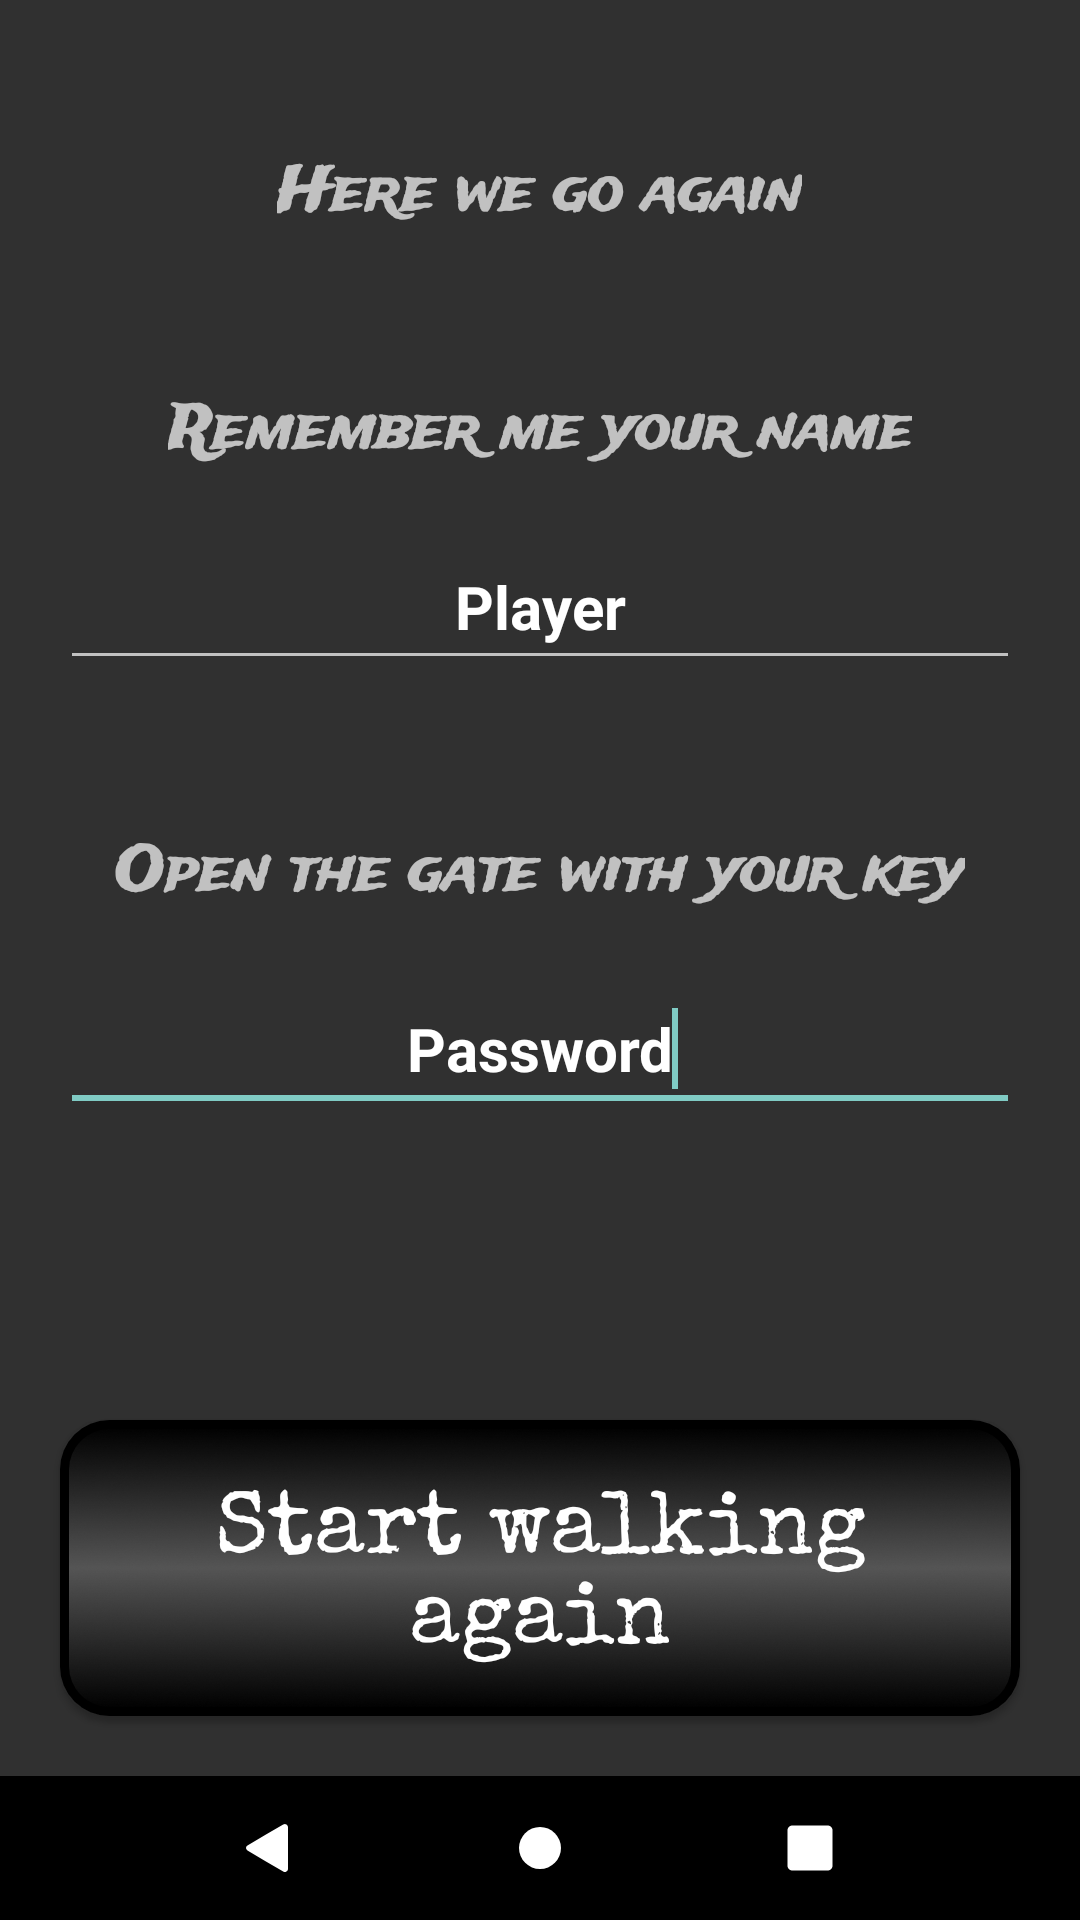 Here we go again
Remember me your name
Player
Open the gate with your key
Password
Start walking
again